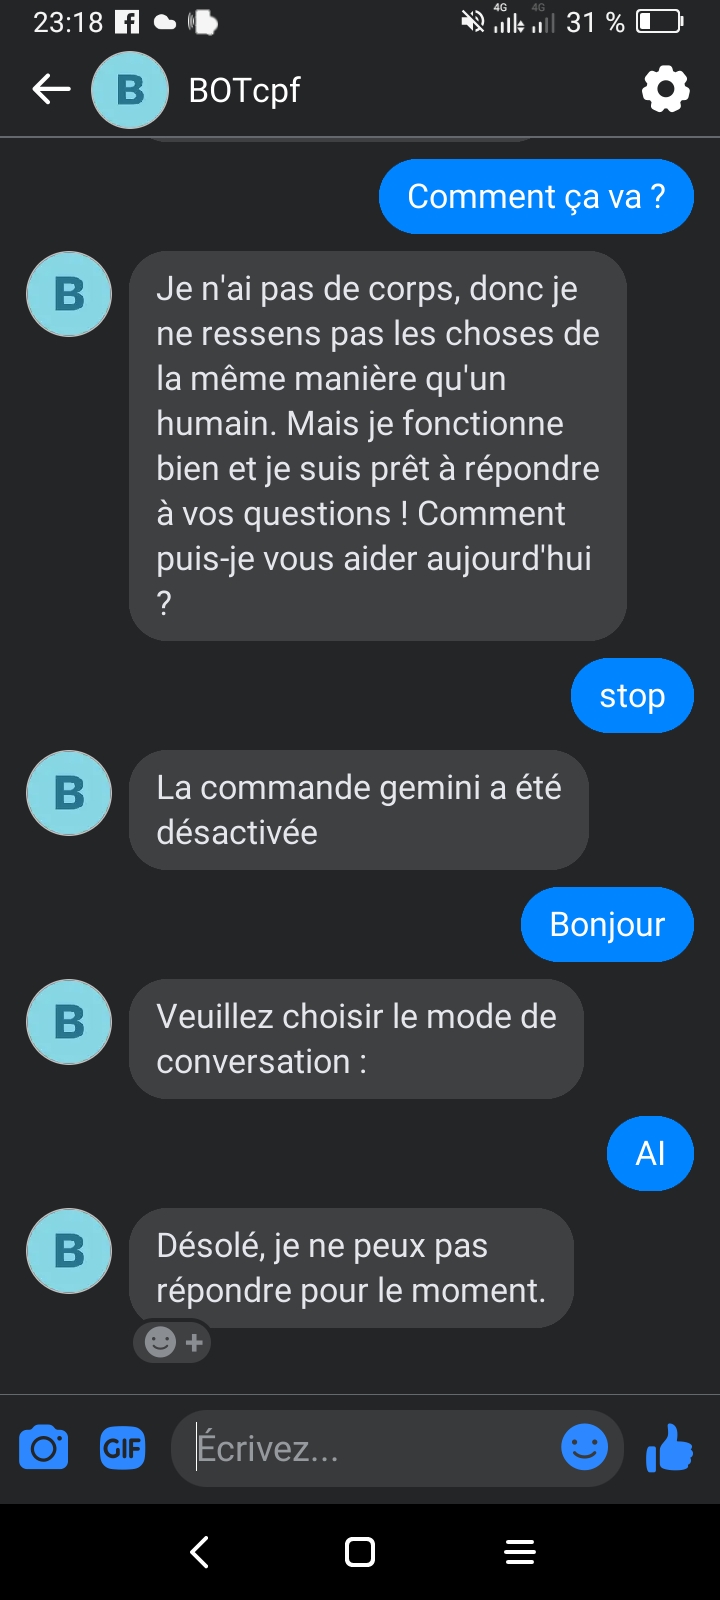 23:18
4G
4G
31 %
B
BOTcpf
Comment ça va ?
B
Je n'ai pas de corps, donc je
ne ressens pas les choses de
la même manière qu'un
humain. Mais je fonctionne
bien et je suis prêt à répondre
à vos questions ! Comment
puis-je vous aider aujourd'hui
?
stop
B
La commande gemini a été
désactivée
Bonjour
B
Veuillez choisir le mode de
conversation :
AI
B
Désolé, je ne peux pas
répondre pour le moment.
GIF
Écrivez...